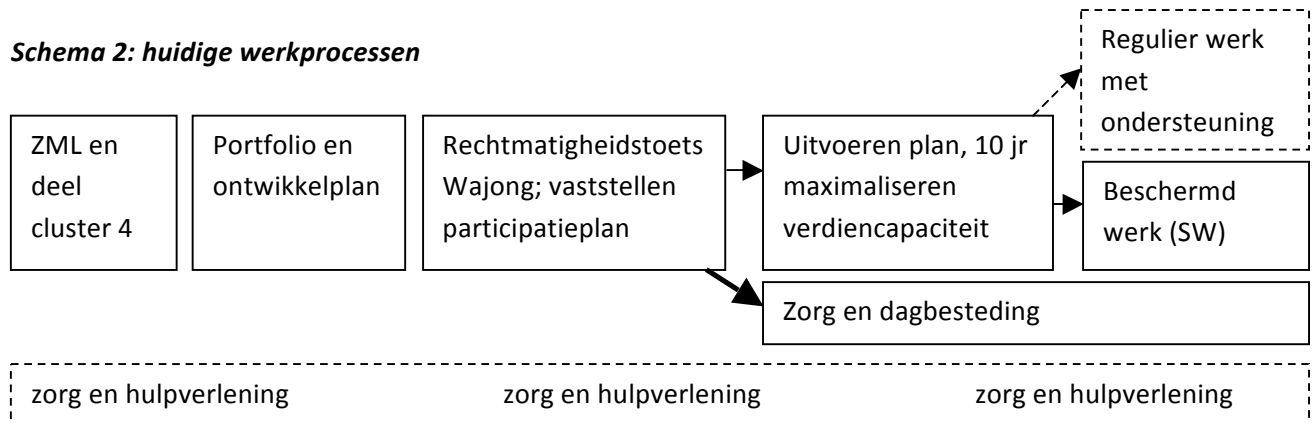 Schema 2: huidige werkprocessen
Regulier werk
met
ondersteuning
ZML en
deel
cluster 4
Portfolio en
ontwikkelplan
Rechtmatigheidstoets
Wajong; vaststellen
participatieplan
Uitvoeren plan, 10 jr
maximaliseren
verdiencapaciteit
Beschermd
werk (SW)
Zorg en dagbesteding
zorg en hulpverlening zorg en hulpverlening zorg en hulpverlening